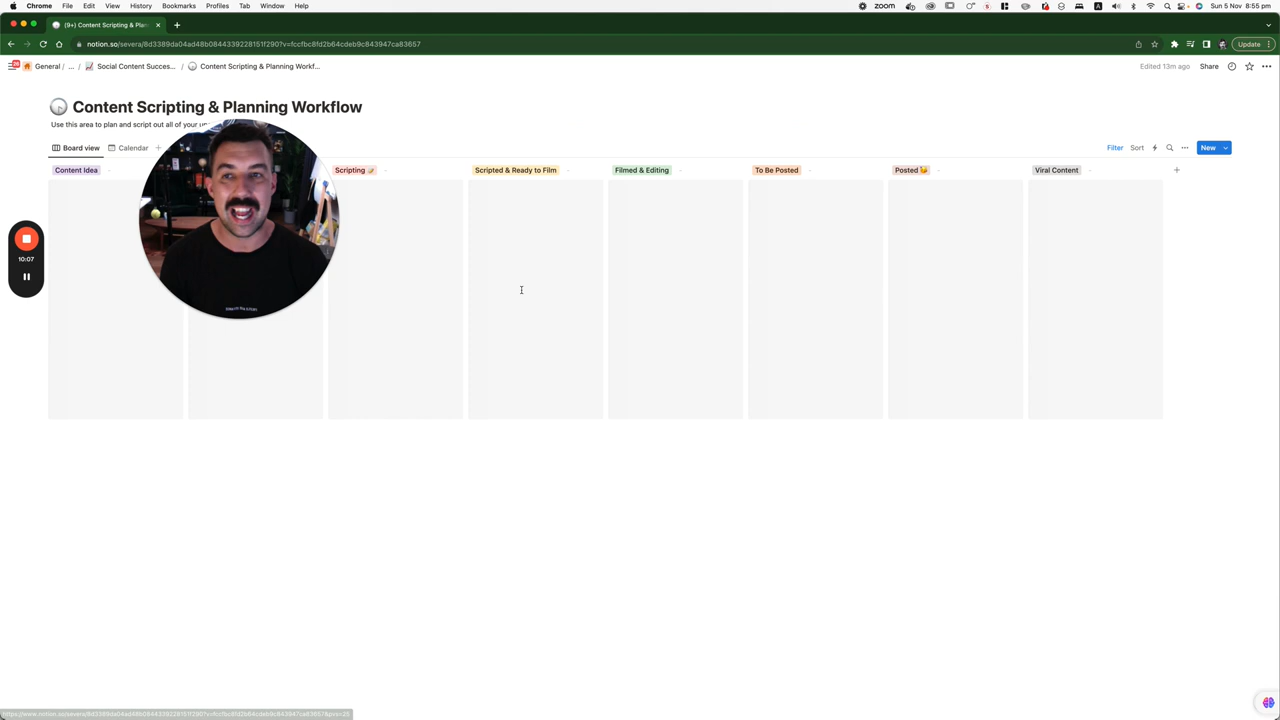 Chrome File Edit View History Bookmarks Profiles Tab Window Help
zoom A Sun 5 Nov 8:55 pm
(9+) Content Scripting & Plan
notion.so/severa/8d3389da04ad48b0844339228151f290?v=fccfbc8fd2b64cdeb9c843947ca83657
Update
General / ... / Social Content Succes... / Content Scripting & Planning Workf...
Edited 13m ago Share
Content Scripting & Planning Workflow
Use this area to plan and script out all of your
Board view Calendar
Filter Sort New
Content Idea
Scripting
Scripted & Ready to Film
Filmed & Editing
To Be Posted
Posted
Viral Content
10:07